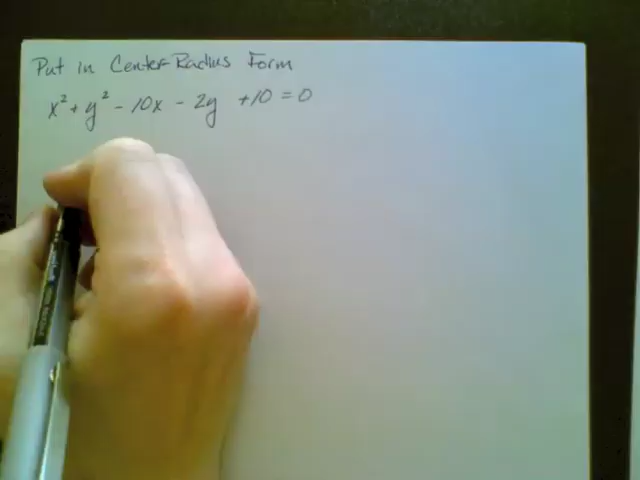 Put in Center-Radius Form
x² + y² - 10x - 2y + 10 = 0